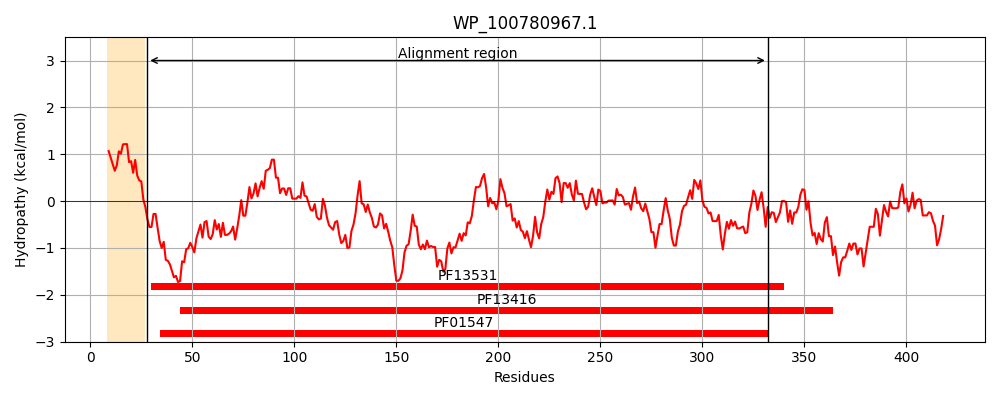 WP_100780967.1
Alignment region
PF13531
PF13416
PF01547
3
2
1
0
−1
−2
−3
Hydropathy (kcal/mol)
0 50 100 150 200 250 300 350 400
Residues